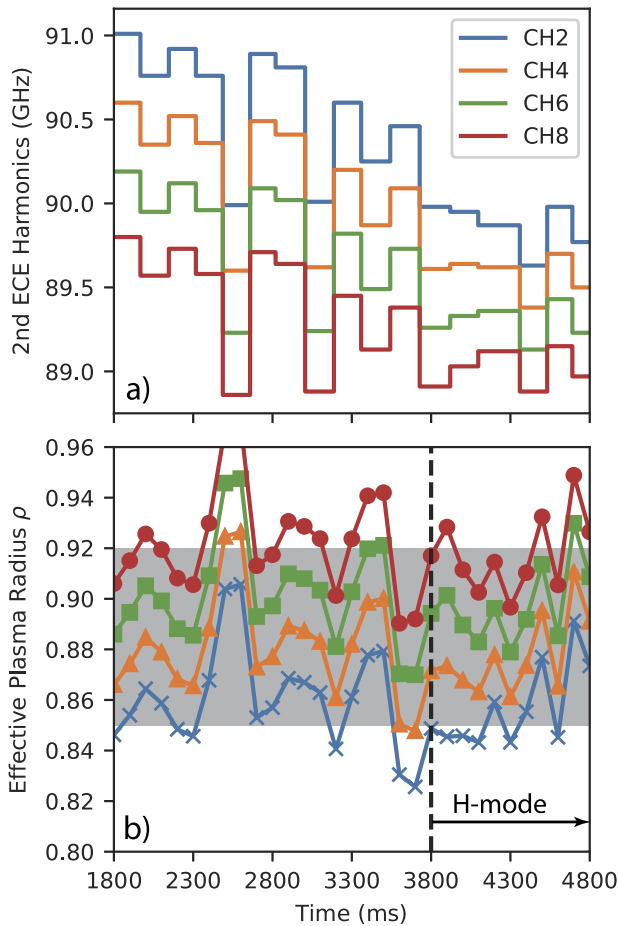 91.0
90.5
90.0
89.5
89.0
2nd ECE Harmonics (GHz)
CH2
CH4
CH6
CH8
a)
0.96
0.94
0.92
0.90
0.88
0.86
0.84
0.82
0.80
Effective Plasma Radius ρ
b)
H-mode
1800 2300 2800 3300 3800 4300 4800
Time (ms)